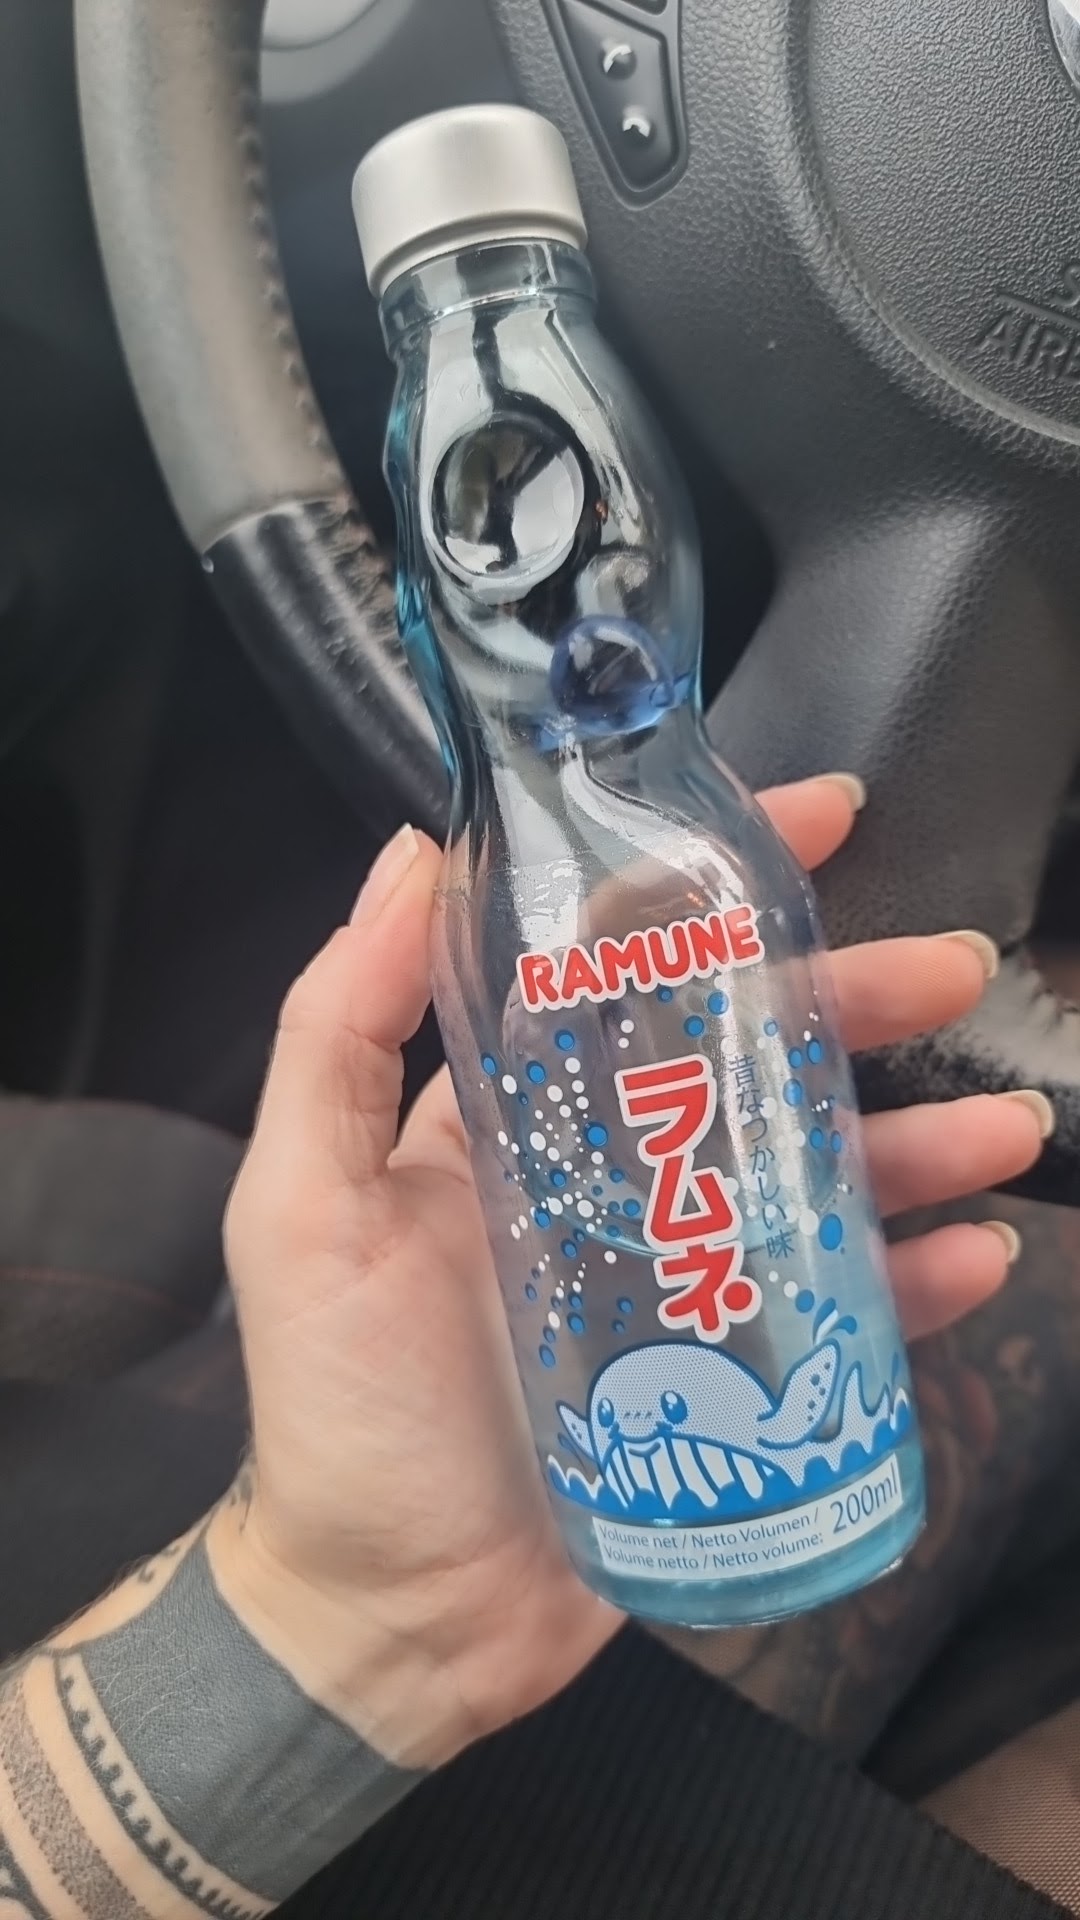 RAMUNE
ラムネ
昔なつかしい味
Volume net / Netto Volumen /
Volume netto / Netto volume:
200ml
AIRB